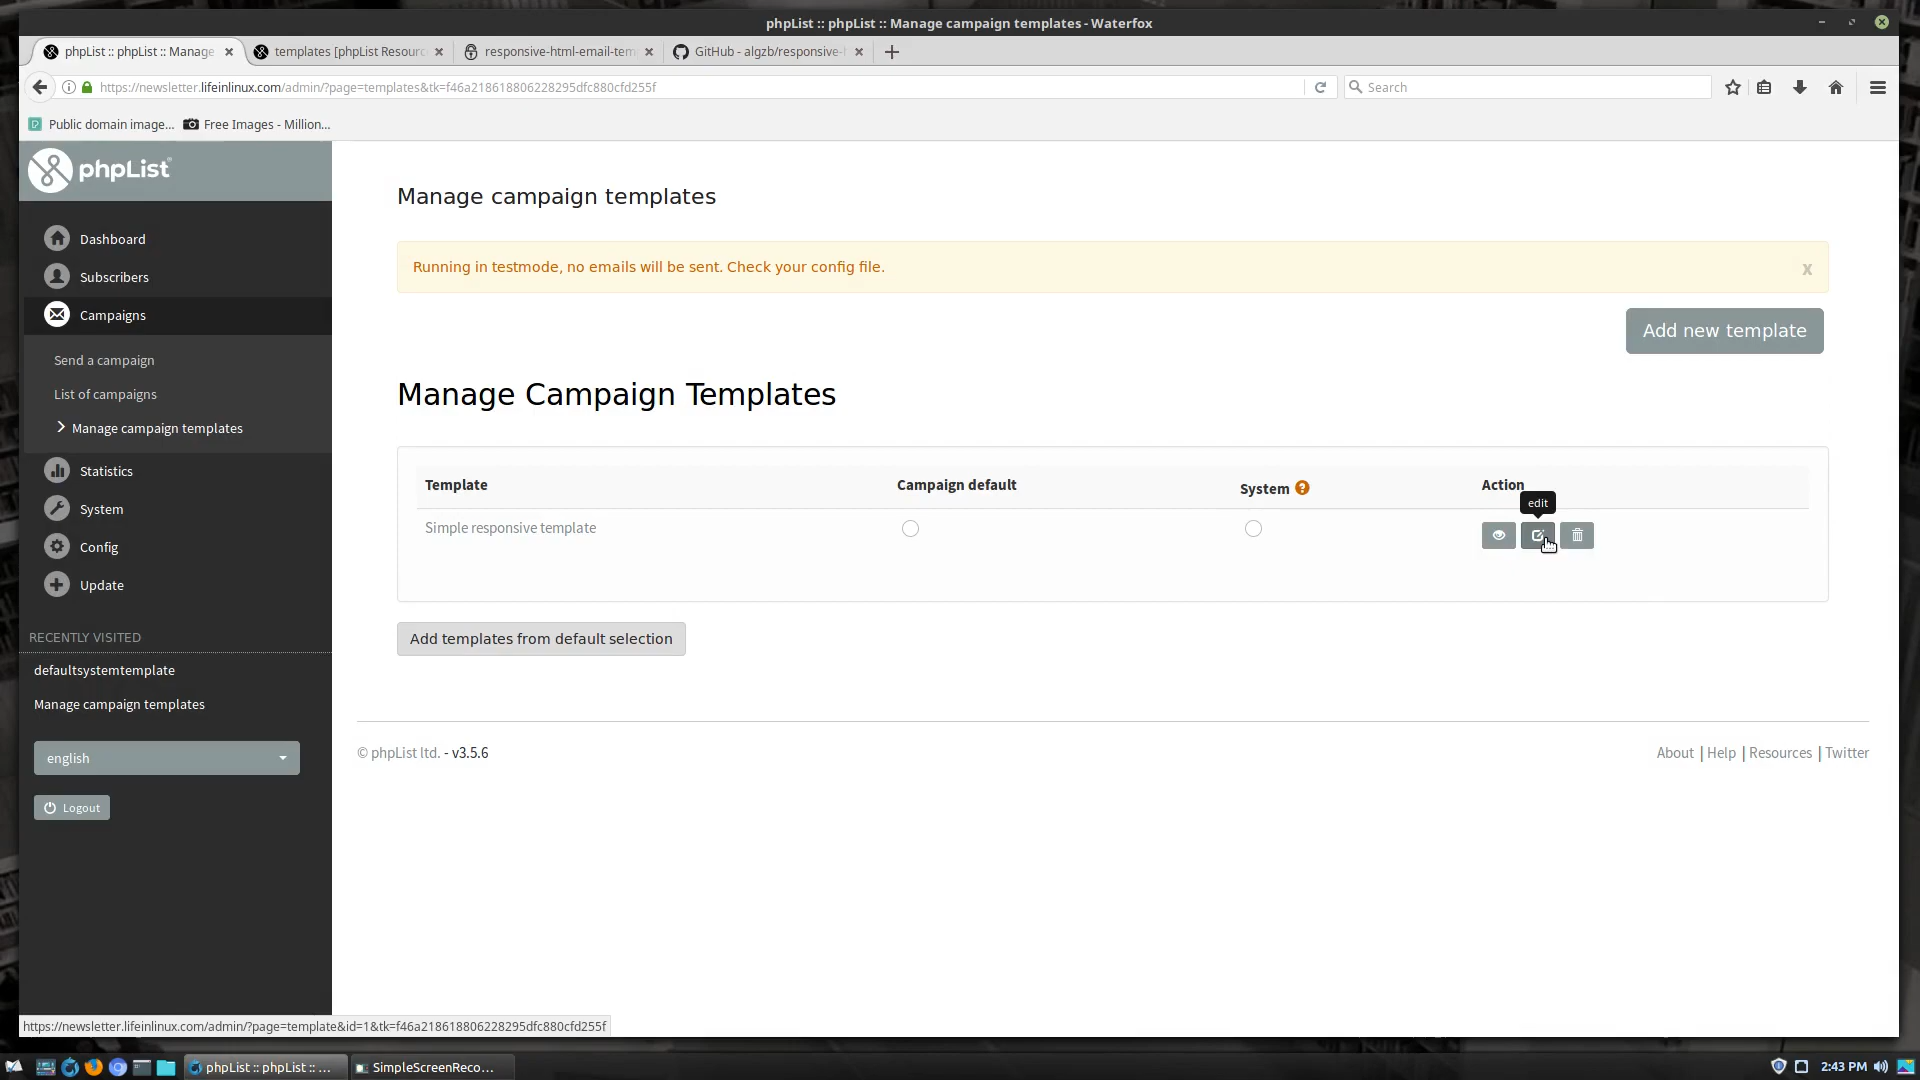 phpList :: phpList :: Manage campaign templates - Waterfox
phpList :: phpList :: Manage
templates [phpList Resourc
responsive-html-email-tem
GitHub - algzb/responsive-
https://newsletter.lifeinlinux.com/admin/?page=templates&tk=f46a218618806228295dfc880cfd255f
Search
Public domain image...
Free Images - Million...
phpList
Dashboard
Subscribers
Campaigns
Send a campaign
List of campaigns
Manage campaign templates
Statistics
System
Config
Update
RECENTLY VISITED
defaultsystemtemplate
Manage campaign templates
english
Logout
Manage campaign templates
Running in testmode, no emails will be sent. Check your config file.
x
Add new template
Manage Campaign Templates
Template Campaign default System ? Action
edit
Simple responsive template
Add templates from default selection
© phpList ltd. - v3.5.6
About | Help | Resources | Twitter
https://newsletter.lifeinlinux.com/admin/?page=template&id=1&tk=f46a218618806228295dfc880cfd255f
phpList :: phpList :: ...
SimpleScreenReco...
2:43 PM